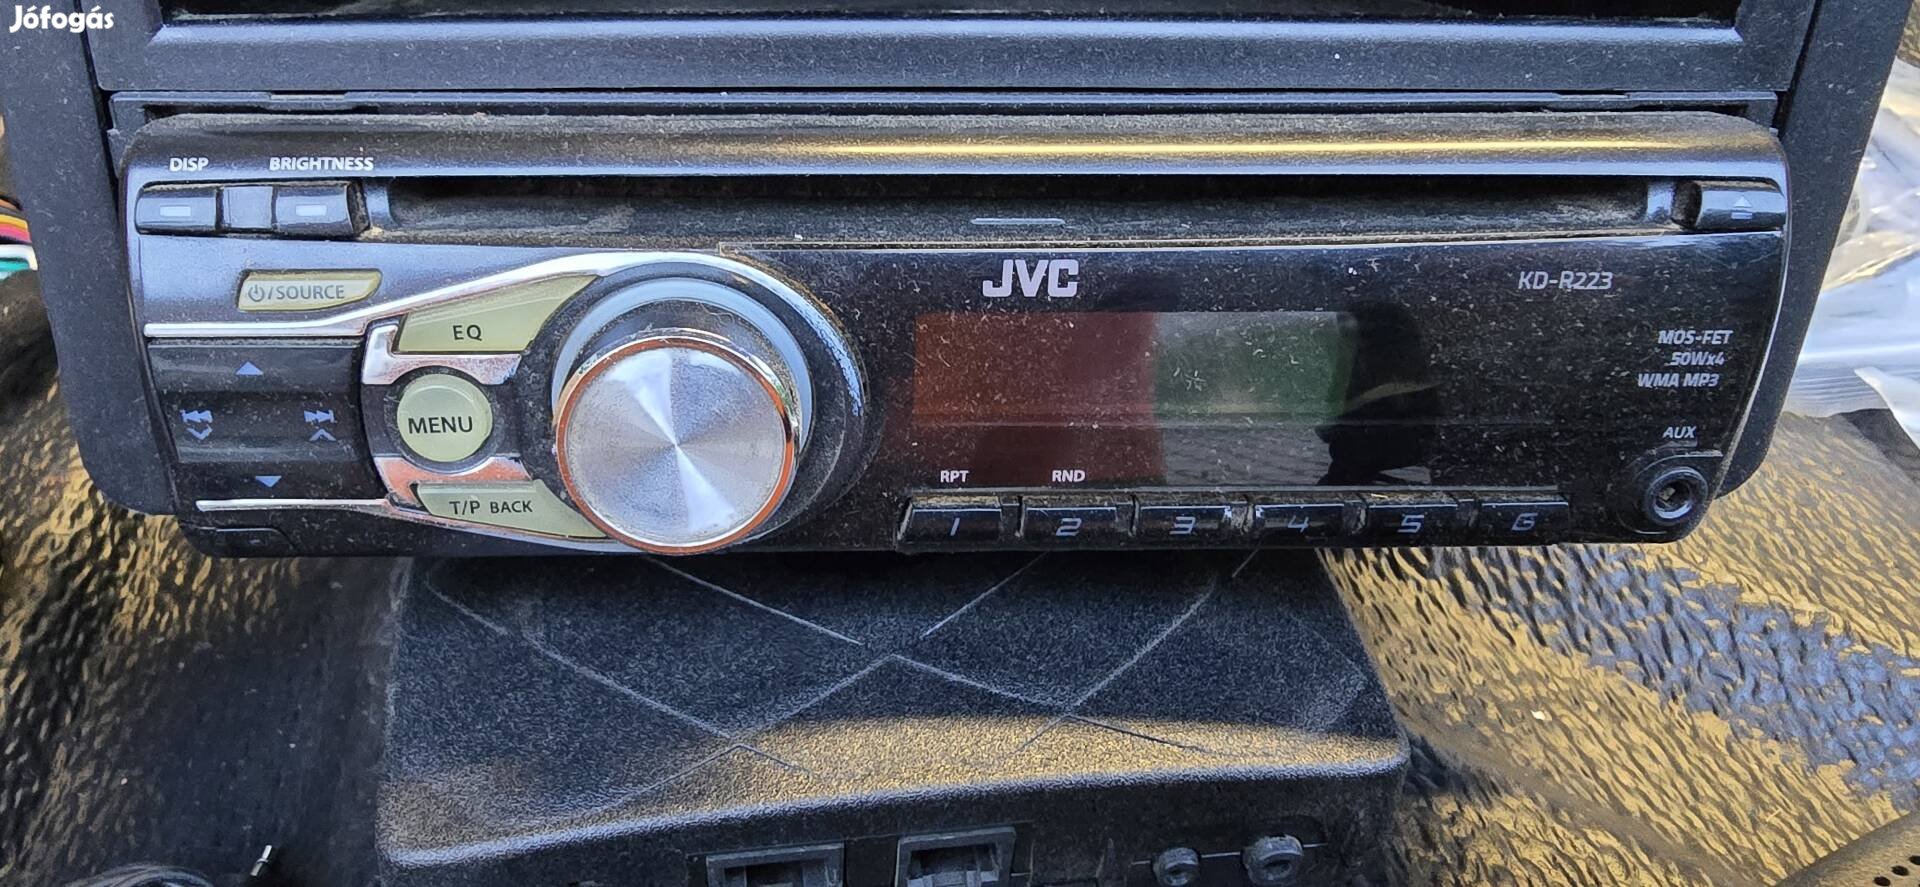 Jófogás
DISP BRIGHTNESS
/SOURCE
EQ
MENU
T/P BACK
JVC
KD-R223
MOS-FET
50Wx4
WMA MP3
AUX
RPT RND
1 2 3 4 5 6